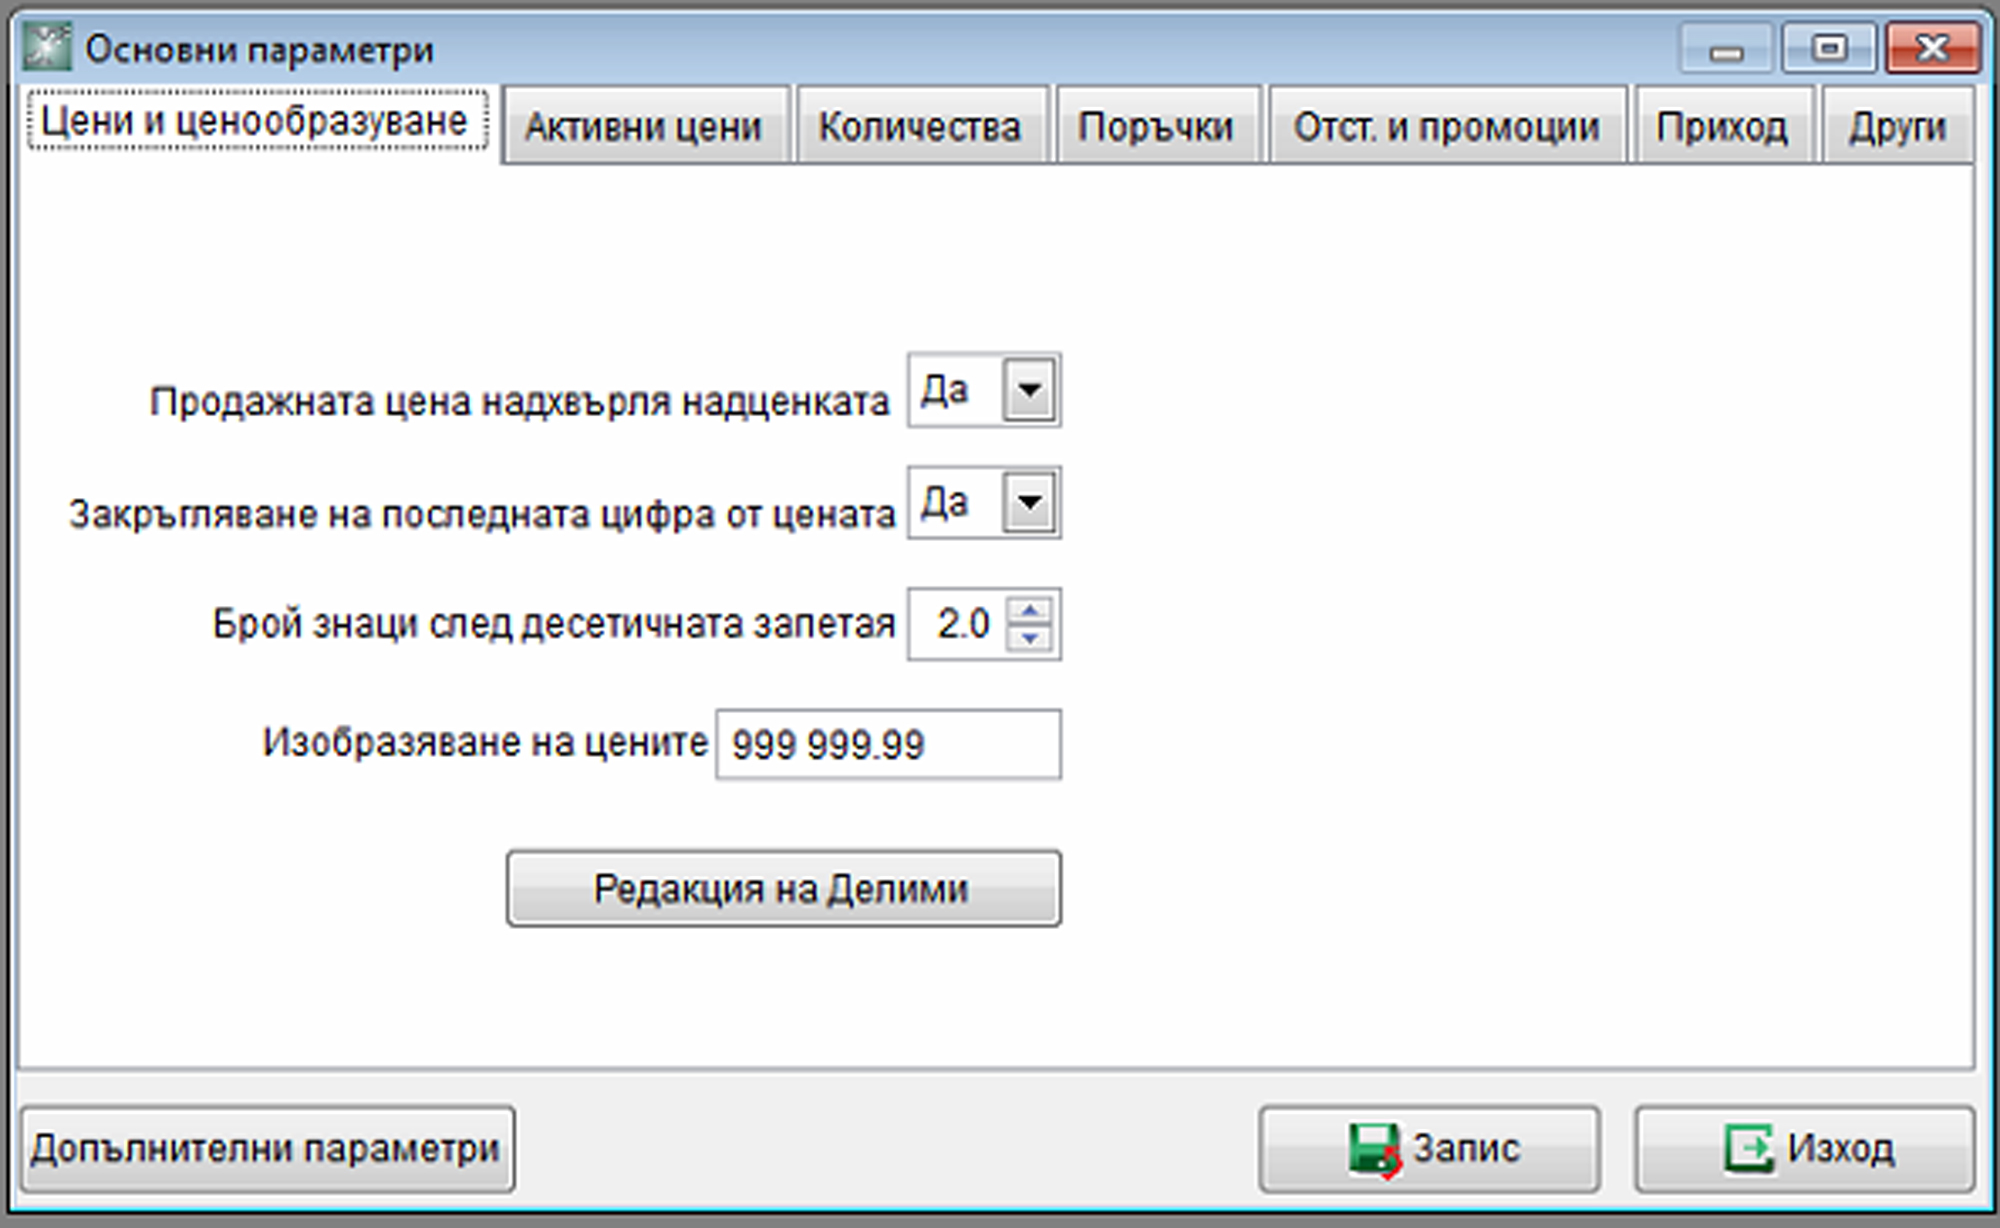 Основни параметри
Цени и ценообразуване Активни цени Количества Поръчки Отст. и промоции Приход Други
Продажната цена надхвърля надценката Да
Закръгляване на последната цифра от цената Да
Брой знаци след десетичната запетая 2.0
Изобразяване на цените 999 999.99
Редакция на Делими
Допълнителни параметри Запис Изход